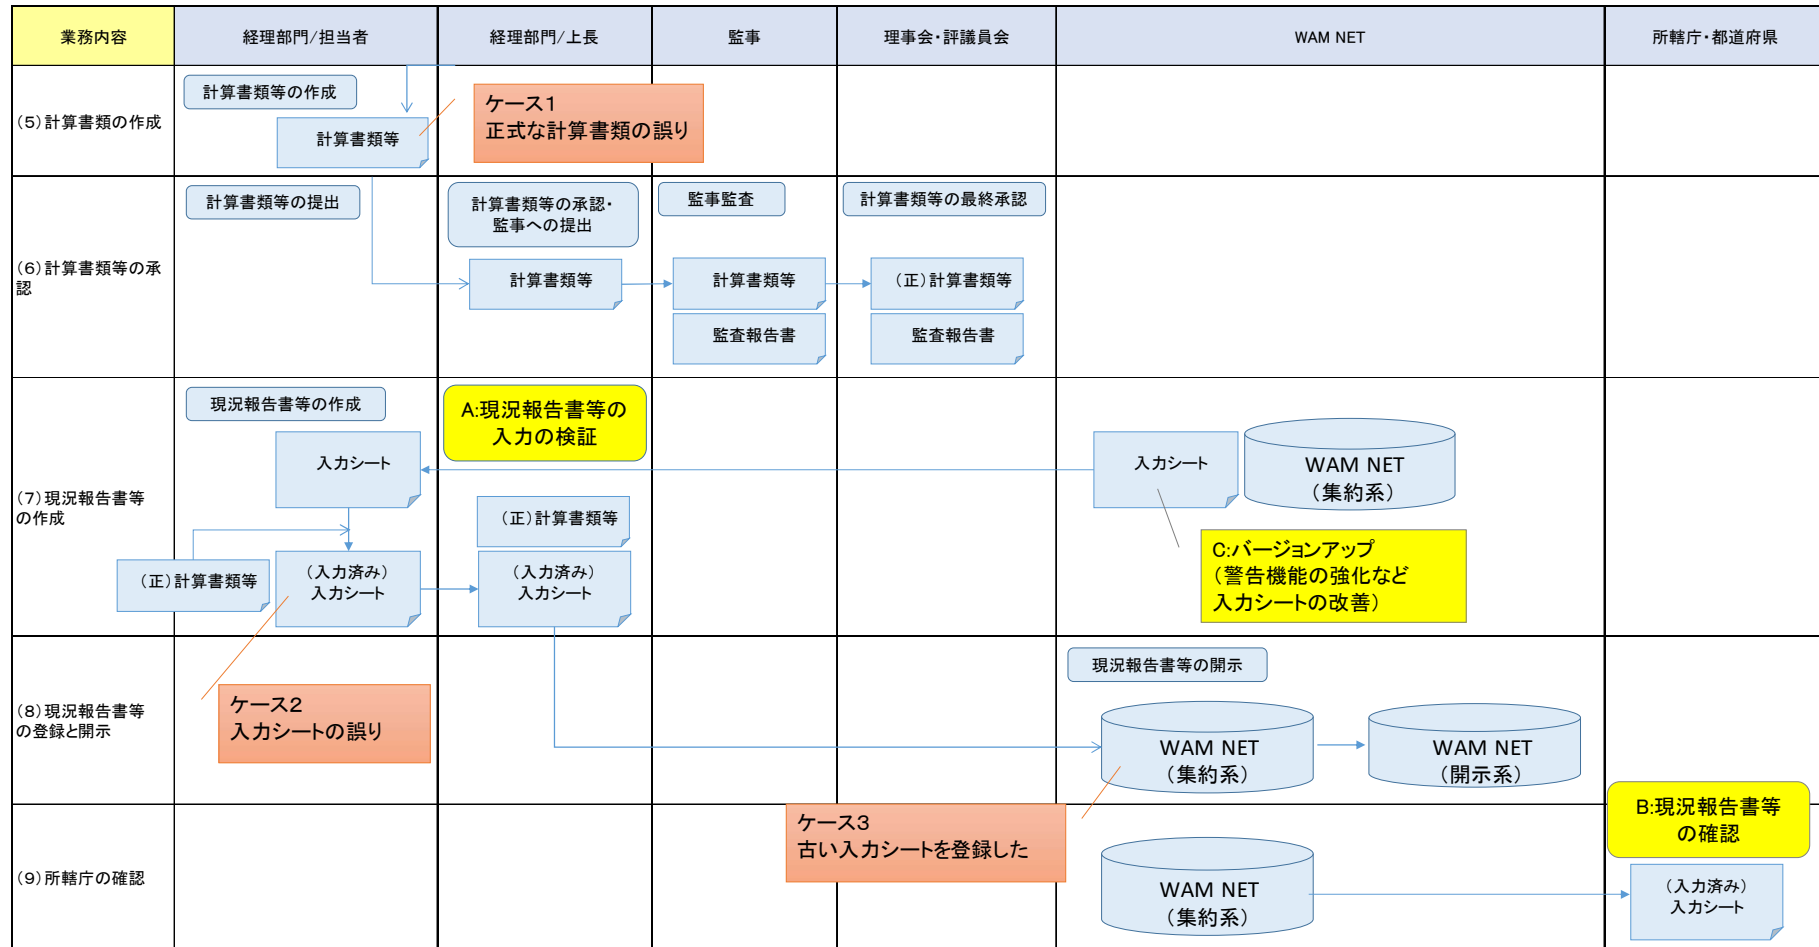 業務内容
経理部門/担当者
経理部門/上長
監事
理事会・評議員会
WAM NET
所轄庁・都道府県
(5)計算書類の作成
計算書類等の作成
計算書類等
ケース1
正式な計算書類の誤り
(6)計算書類等の承
認
計算書類等の提出
計算書類等の承認・
監事への提出
監事監査
計算書類等の最終承認
計算書類等
計算書類等
(正)計算書類等
監査報告書
監査報告書
(7)現況報告書等
の作成
現況報告書等の作成
A:現況報告書等の
入力の検証
入力シート
入力シート
WAM NET
(集約系)
(正)計算書類等
(正)計算書類等
(入力済み)
入力シート
(入力済み)
入力シート
C:バージョンアップ
(警告機能の強化など
入力シートの改善)
(8)現況報告書等
の登録と開示
ケース2
入力シートの誤り
現況報告書等の開示
WAM NET
(集約系)
WAM NET
(開示系)
ケース3
古い入力シートを登録した
B:現況報告書等
の確認
(9)所轄庁の確認
WAM NET
(集約系)
(入力済み)
入力シート